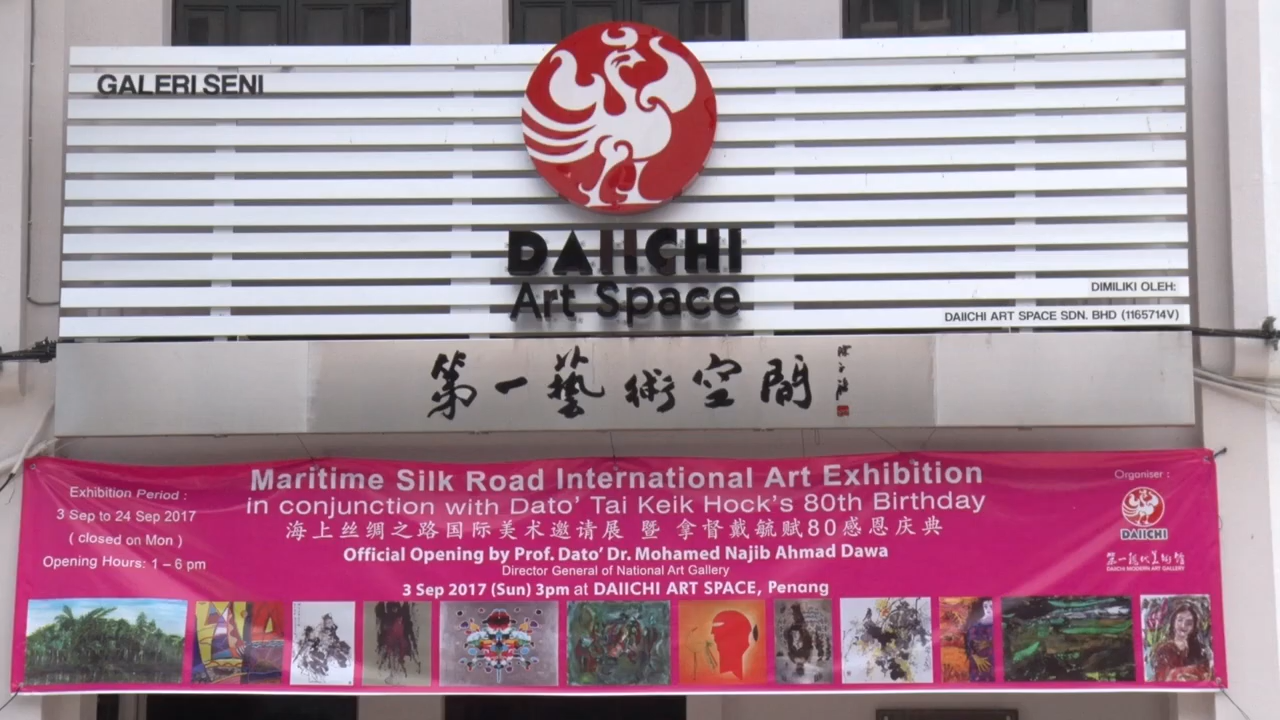 GALERI SENI
DAIICHI
Art Space
DIMILIKI OLEH:
DAIICHI ART SPACE SDN. BHD (1165714V)
第一藝術空間
Maritime Silk Road International Art Exhibition
in conjunction with Dato' Tai Keik Hock's 80th Birthday
海上丝绸之路国际美术邀请展 暨 拿督戴毓赋80感恩庆典
Official Opening by Prof. Dato' Dr. Mohamed Najib Ahmad Dawa
Director General of National Art Gallery
3 Sep 2017 (Sun) 3pm at DAIICHI ART SPACE, Penang
Exhibition Period :
3 Sep to 24 Sep 2017
( closed on Mon )
Opening Hours: 1 – 6 pm
Organiser :
DAIICHI
DAIICHI MODERN ART GALLERY